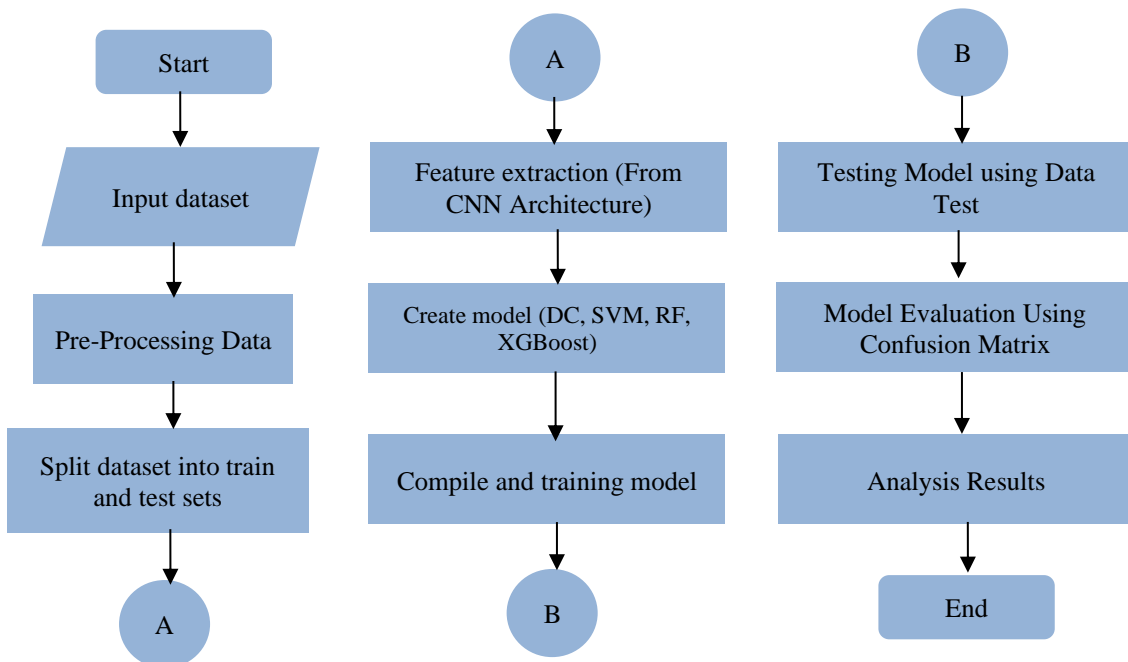 Start
Input dataset
Pre-Processing Data
Split dataset into train
and test sets
A
A
Feature extraction (From
CNN Architecture)
Create model (DC, SVM, RF,
XGBoost)
Compile and training model
B
B
Testing Model using Data
Test
Model Evaluation Using
Confusion Matrix
Analysis Results
End